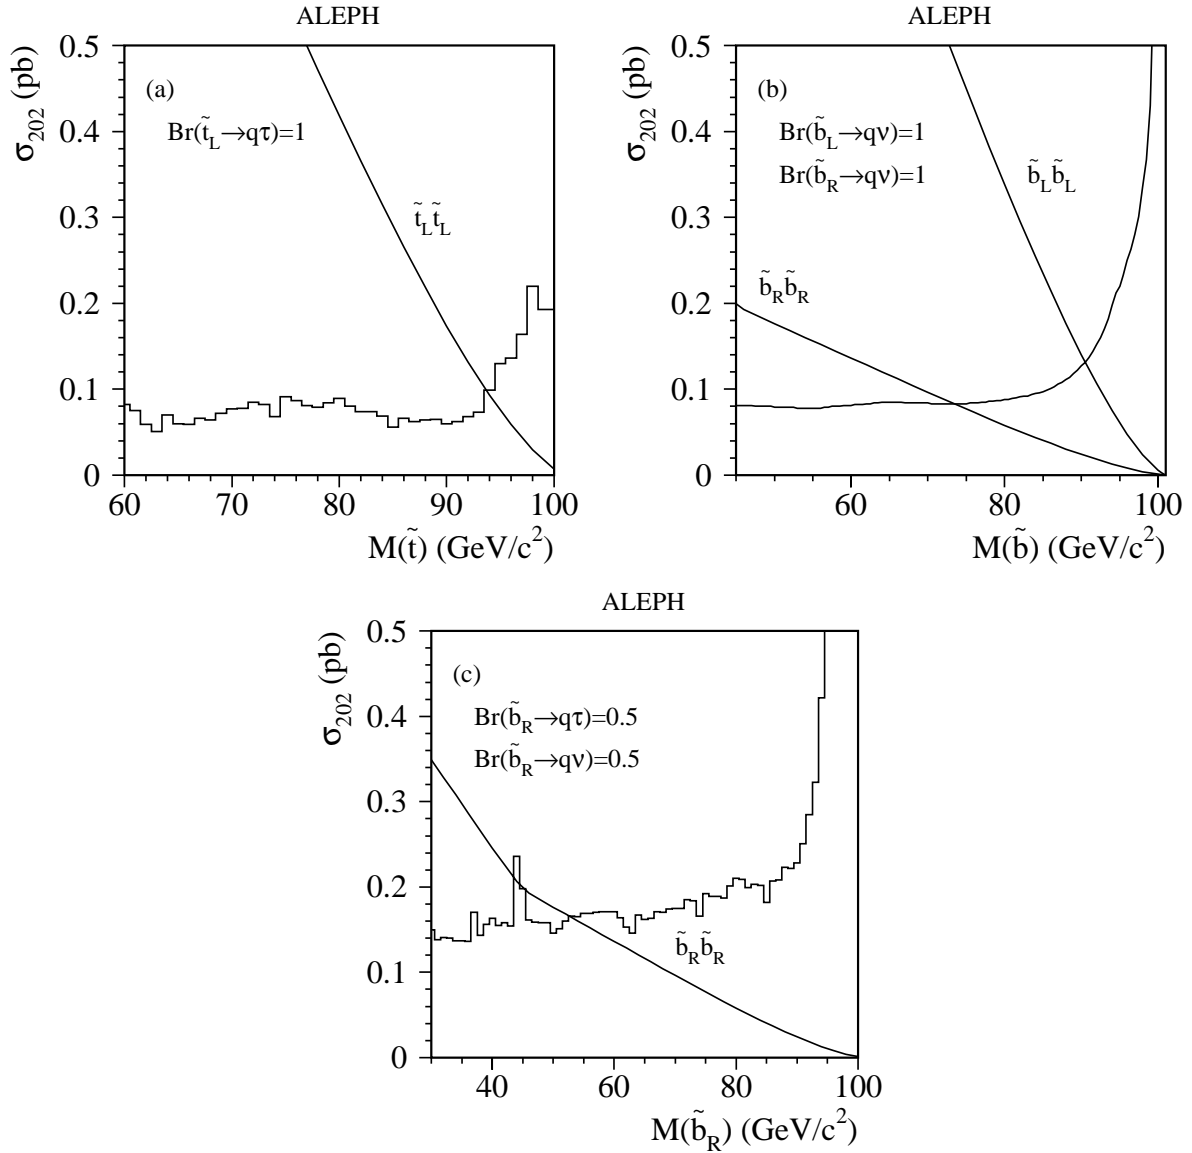 ALEPH
σ202 (pb)
0.5
0.4
0.3
0.2
0.1
0
(a)
Br(t̃L→qτ)=1
t̃Lt̃L
60 70 80 90 100
M(t̃) (GeV/c2)
ALEPH
σ202 (pb)
0.5
0.4
0.3
0.2
0.1
0
(b)
Br(b̃L→qν)=1
Br(b̃R→qν)=1
b̃Lb̃L
b̃Rb̃R
60 80 100
M(b̃) (GeV/c2)
ALEPH
σ202 (pb)
0.5
0.4
0.3
0.2
0.1
0
(c)
Br(b̃R→qτ)=0.5
Br(b̃R→qν)=0.5
b̃Rb̃R
40 60 80 100
M(b̃R) (GeV/c2)